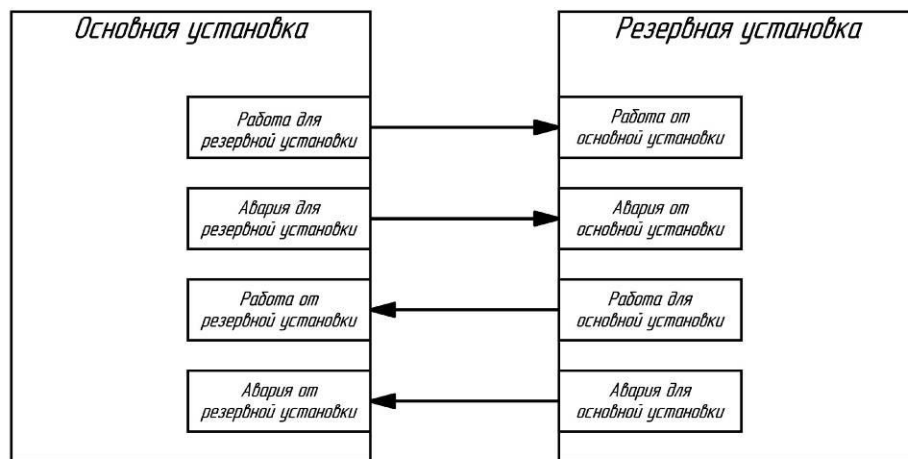 Основная установка
Резервная установка
Работа для
резервной установки
Работа от
основной установки
Авария для
резервной установки
Авария от
основной установки
Работа от
резервной установки
Работа для
основной установки
Авария от
резервной установки
Авария для
основной установки